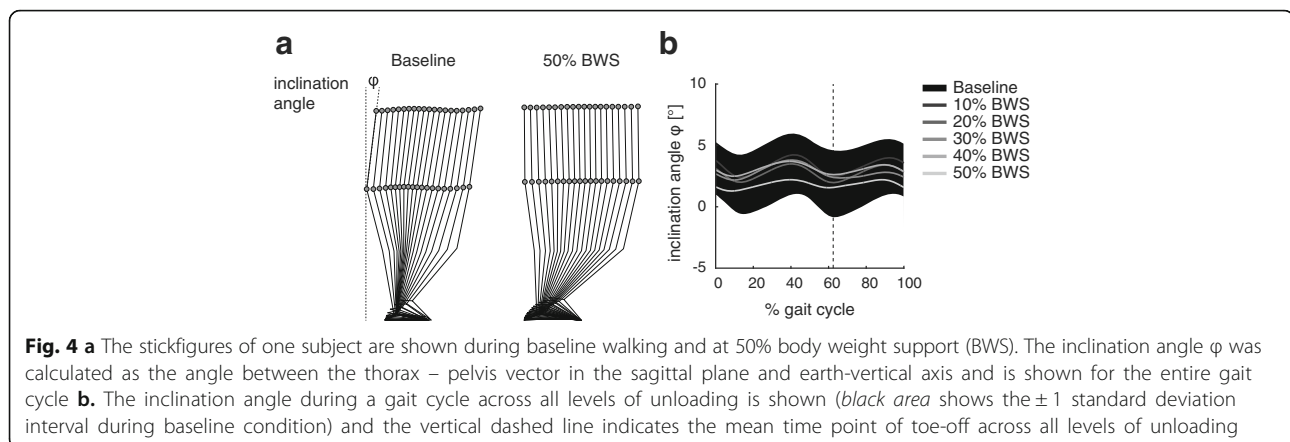 a
Baseline
50% BWS
inclination
angle
φ
b
inclination angle φ [°]
10
5
0
-5
0
20
40
60
80
100
% gait cycle
Baseline
10% BWS
20% BWS
30% BWS
40% BWS
50% BWS
Fig. 4 a The stickfigures of one subject are shown during baseline walking and at 50% body weight support (BWS). The inclination angle φ was
calculated as the angle between the thorax – pelvis vector in the sagittal plane and earth-vertical axis and is shown for the entire gait
cycle b. The inclination angle during a gait cycle across all levels of unloading is shown (black area shows the ± 1 standard deviation
interval during baseline condition) and the vertical dashed line indicates the mean time point of toe-off across all levels of unloading